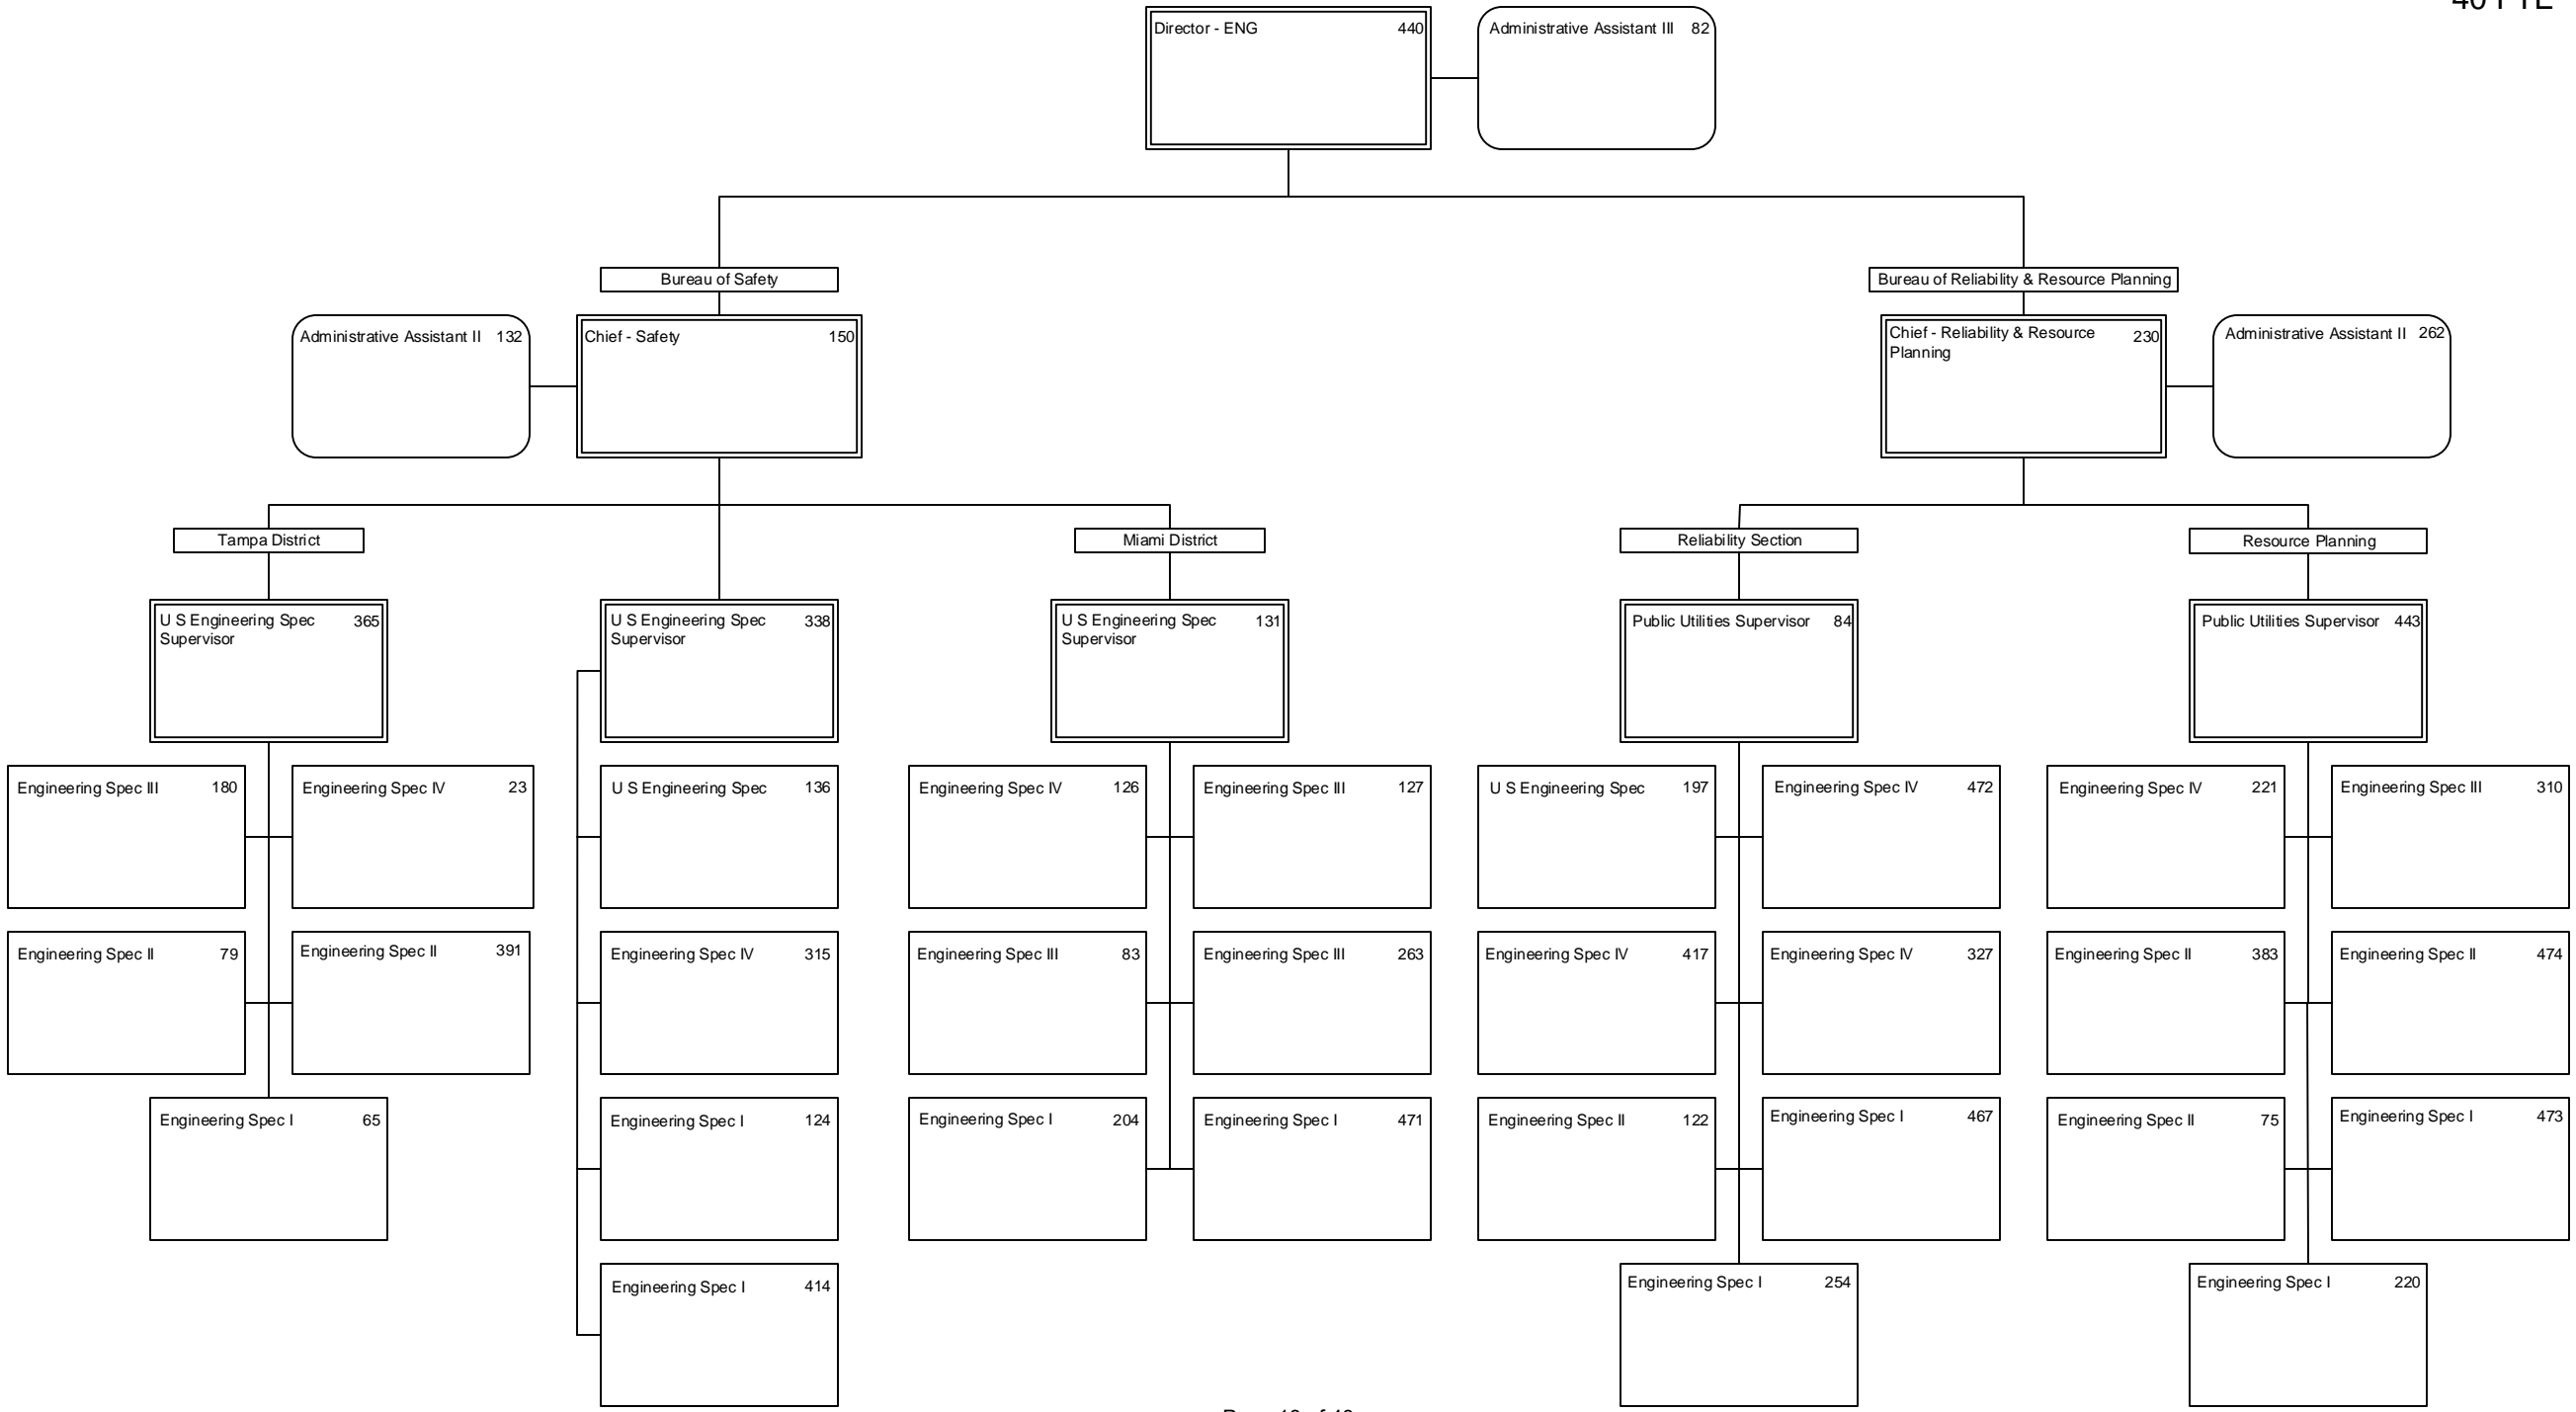 40 FTE
Director - ENG 440
Administrative Assistant III 82
Bureau of Safety
Bureau of Reliability & Resource Planning
Administrative Assistant II 132
Chief - Safety 150
Chief - Reliability & Resource 230
Planning
Administrative Assistant II 262
Tampa District
Miami District
Reliability Section
Resource Planning
U S Engineering Spec 365
Supervisor
U S Engineering Spec 338
Supervisor
U S Engineering Spec 131
Supervisor
Public Utilities Supervisor 84
Public Utilities Supervisor 443
Engineering Spec III 180
Engineering Spec IV 23
U S Engineering Spec 136
Engineering Spec IV 126
Engineering Spec III 127
U S Engineering Spec 197
Engineering Spec IV 472
Engineering Spec IV 221
Engineering Spec III 310
Engineering Spec II 79
Engineering Spec II 391
Engineering Spec IV 315
Engineering Spec III 83
Engineering Spec III 263
Engineering Spec IV 417
Engineering Spec IV 327
Engineering Spec II 383
Engineering Spec II 474
Engineering Spec I 65
Engineering Spec I 124
Engineering Spec I 204
Engineering Spec I 471
Engineering Spec II 122
Engineering Spec I 467
Engineering Spec II 75
Engineering Spec I 473
Engineering Spec I 414
Engineering Spec I 254
Engineering Spec I 220